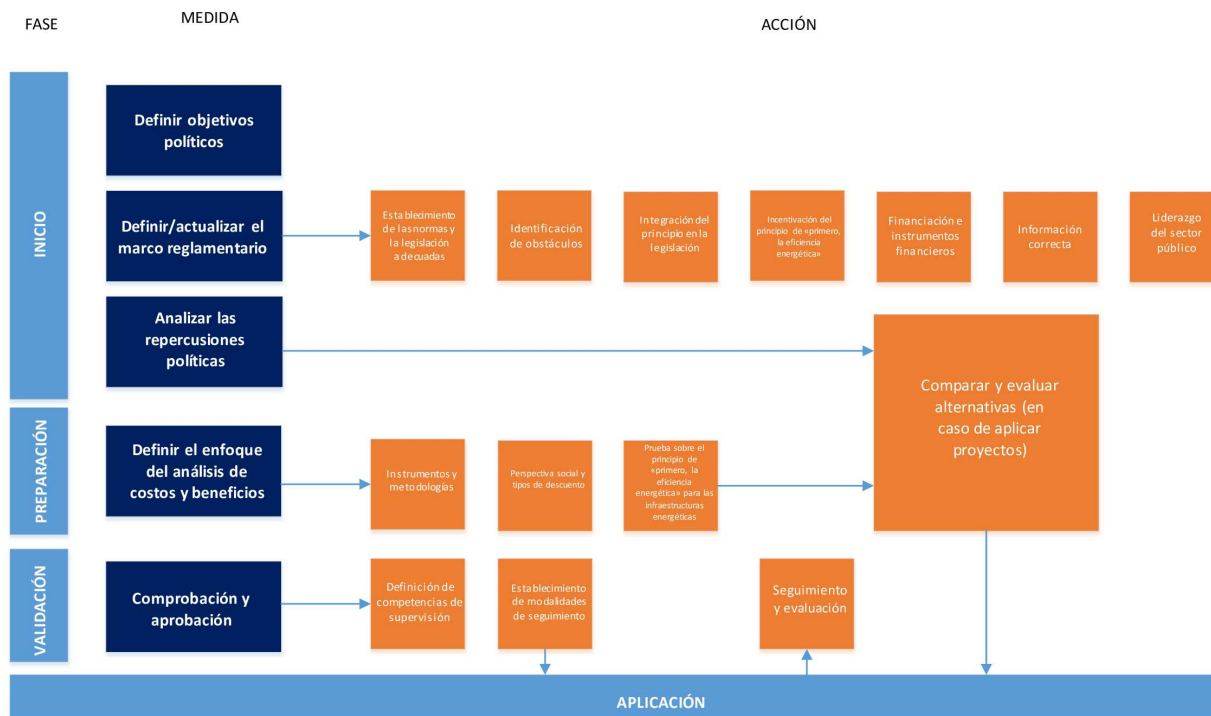 FASE
MEDIDA
ACCIÓN
INICIO
Definir objetivos
políticos
Definir/actualizar el
marco reglamentario
Establecimiento
de las normas y
la legislación
adecuadas
Identificación
de obstáculos
Integración del
principio en la
legislación
Incentivación del
principio de «primero,
la eficiencia
energética»
Financiación e
instrumentos
financieros
Información
correcta
Liderazgo
del sector
público
Analizar las
repercusiones
políticas
Comparar y evaluar
alternativas (en
caso de aplicar
proyectos)
PREPARACIÓN
Definir el enfoque
del análisis de
costos y beneficios
Instrumentos y
metodologías
Perspectiva social y
tipos de descuento
Prueba sobre el
principio de
«primero, la
eficiencia
energética» para las
infraestructuras
energéticas
VALIDACIÓN
Comprobación y
aprobación
Definición de
competencias de
supervisión
Establecimiento
de modalidades
de seguimiento
Seguimiento
y evaluación
APLICACIÓN